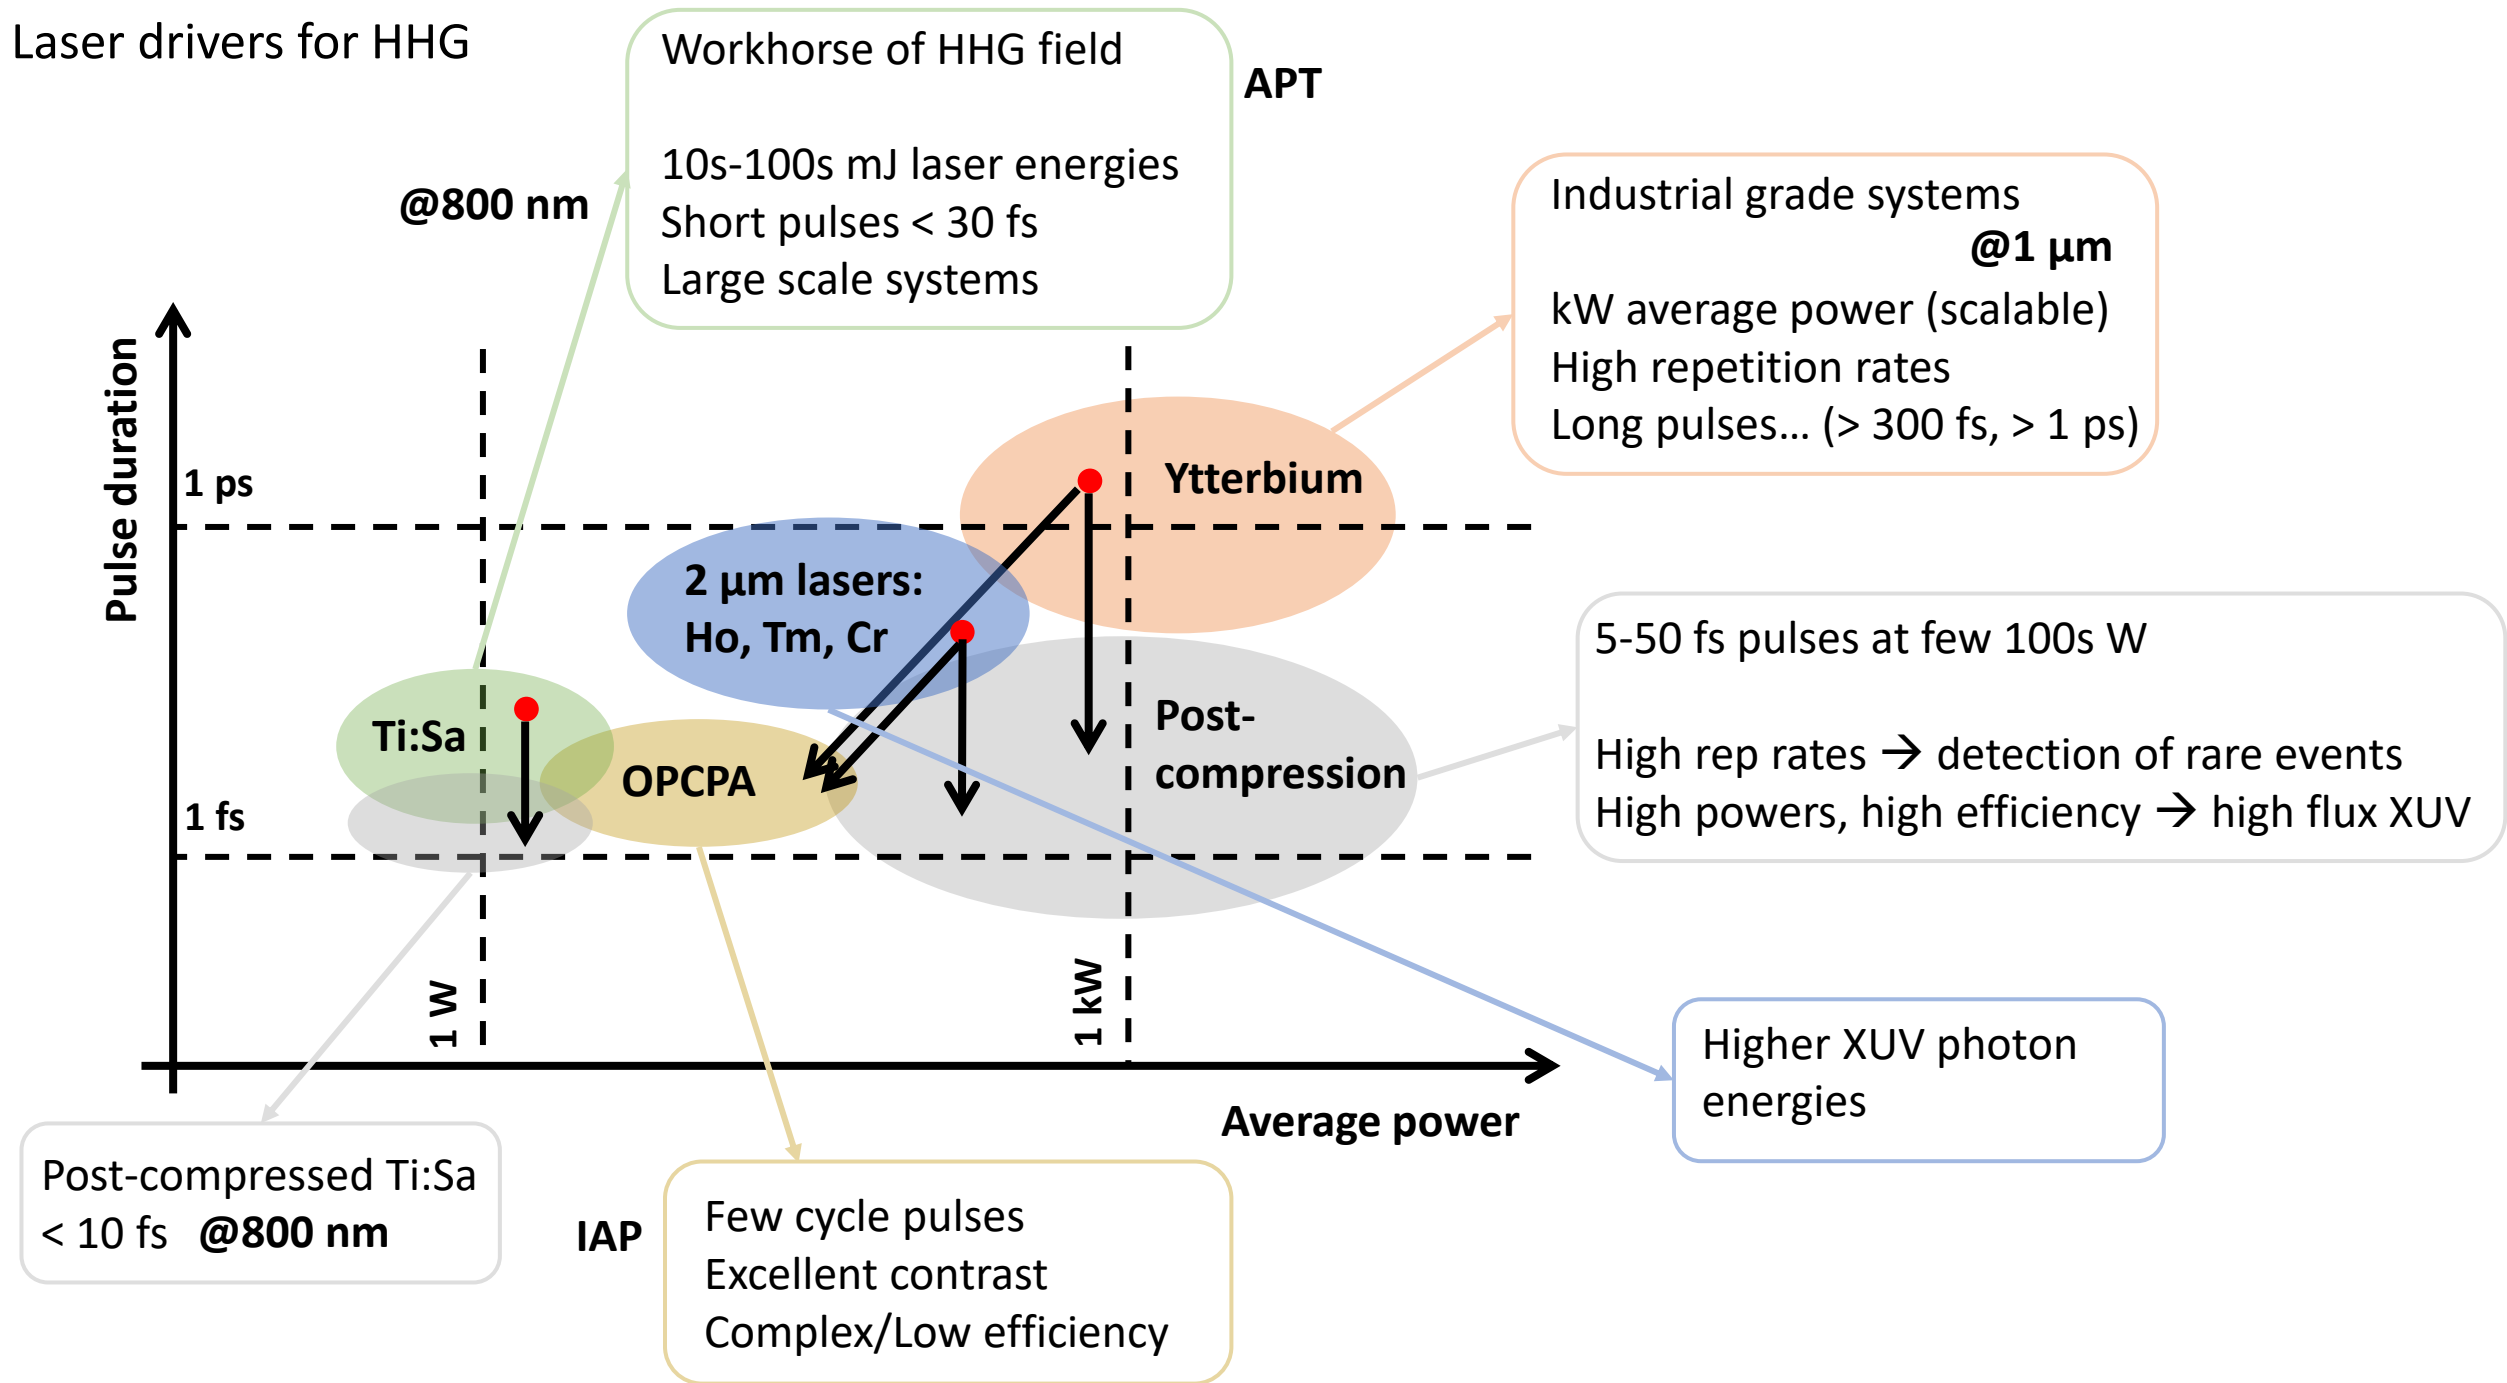 Laser drivers for HHG
Workhorse of HHG field
APT
10s-100s mJ laser energies
Short pulses < 30 fs
Large scale systems
@800 nm
Industrial grade systems
@1 µm
kW average power (scalable)
High repetition rates
Long pulses... (> 300 fs, > 1 ps)
Pulse duration
1 ps
Ytterbium
2 µm lasers:
Ho, Tm, Cr
5-50 fs pulses at few 100s W
High rep rates → detection of rare events
High powers, high efficiency → high flux XUV
Ti:Sa
OPCPA
Post-
compression
1 fs
1 W
1 kW
Average power
Higher XUV photon
energies
Post-compressed Ti:Sa
< 10 fs @800 nm
IAP
Few cycle pulses
Excellent contrast
Complex/Low efficiency